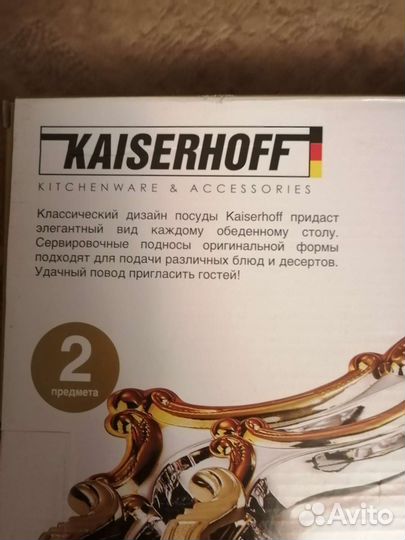 KAISERHOFF
KITCHENWARE & ACCESSORIES
Классический дизайн посуды Kaiserhoff придаст
элегантный вид каждому обеденному столу.
Сервировочные подносы оригинальной формы
подходят для подачи различных блюд и десертов.
Удачный повод пригласить гостей!
2
предмета
Avito